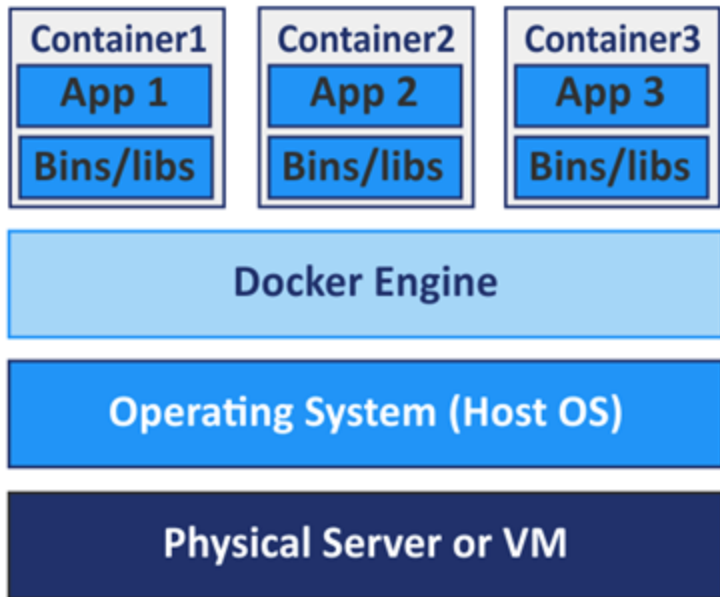 Container1 Container2 Container3
App 1 App 2 App 3
Bins/libs Bins/libs Bins/libs
Docker Engine
Operating System (Host OS)
Physical Server or VM